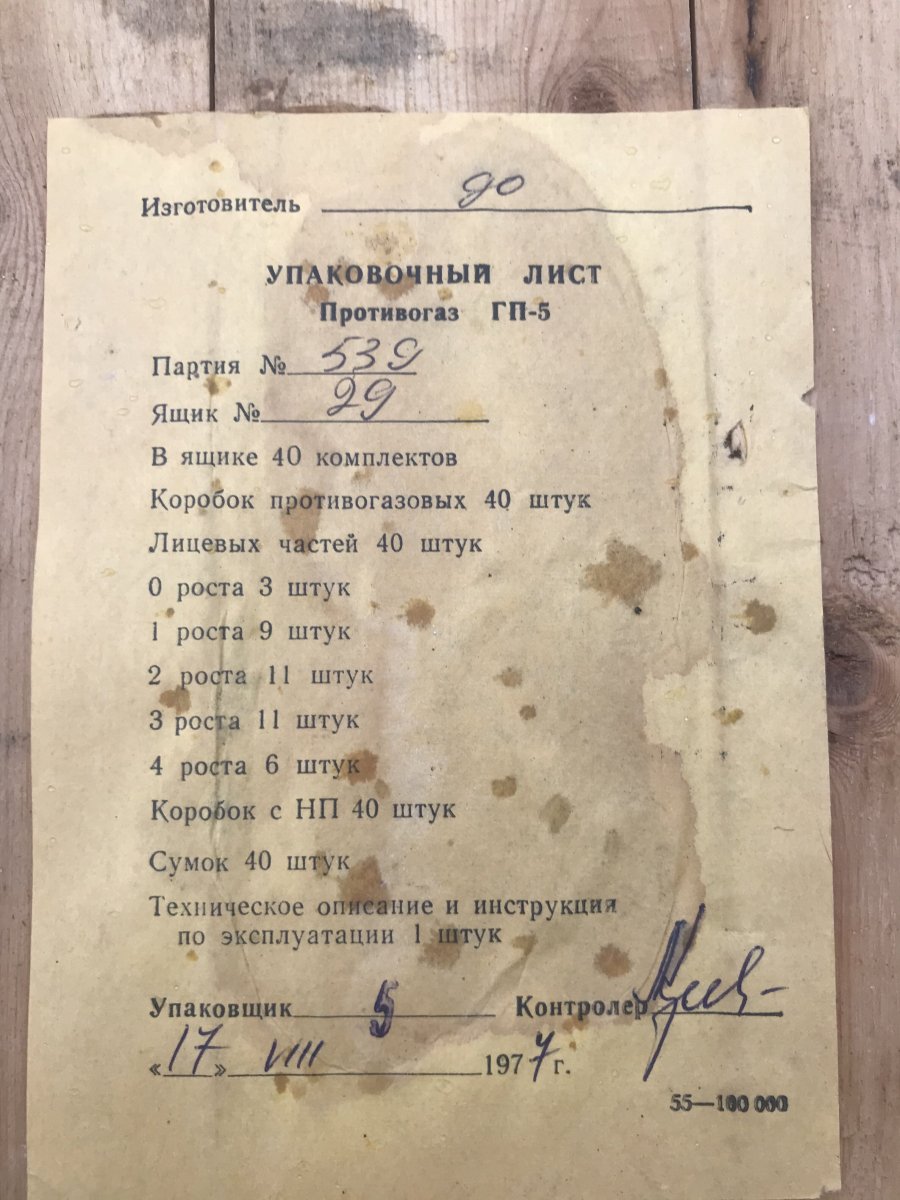 Изготовитель до
УПАКОВОЧНЫЙ ЛИСТ
Противогаз ГП-5
Партия № 539
Ящик № 29
В ящике 40 комплектов
Коробок противогазовых 40 штук
Лицевых частей 40 штук
0 роста 3 штук
1 роста 9 штук
2 роста 11 штук
3 роста 11 штук
4 роста 6 штук
Коробок с НП 40 штук
Сумок 40 штук
Техническое описание и инструкция
по эксплуатации 1 штук
Упаковщик 5 Контролер
«17» VIII 1977 г.
55—100 000